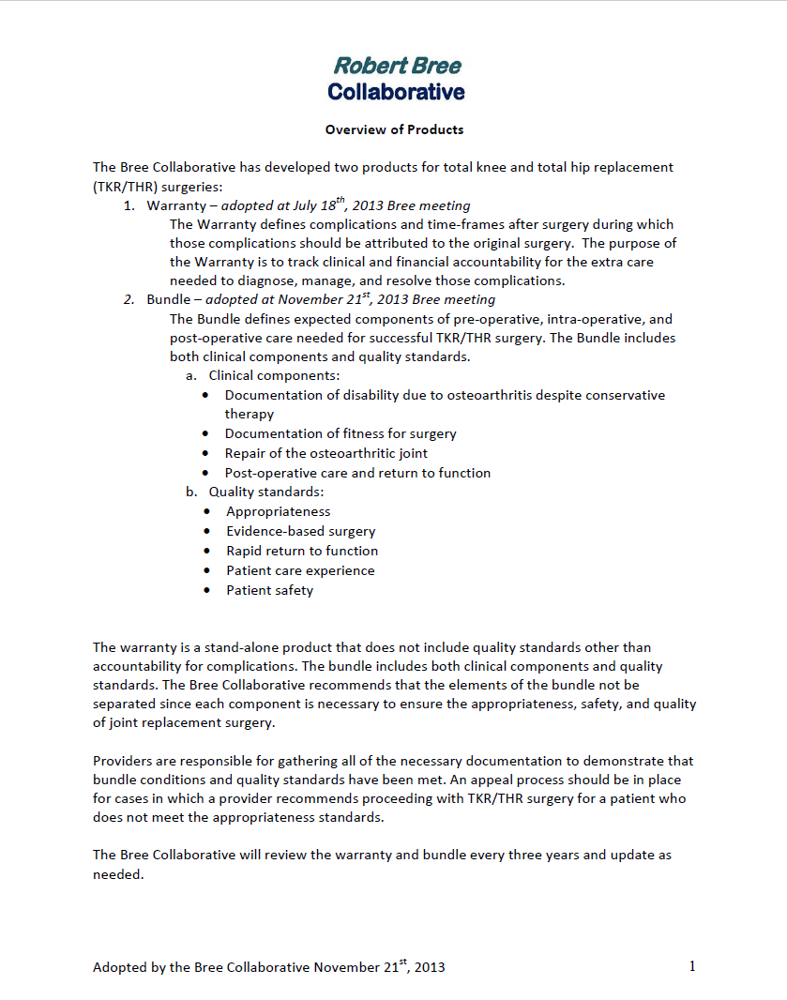 Robert Bree
Collaborative
Overview of Products
The Bree Collaborative has developed two products for total knee and total hip replacement
(TKR/THR) surgeries:
1. Warranty – adopted at July 18th, 2013 Bree meeting
The Warranty defines complications and time-frames after surgery during which
those complications should be attributed to the original surgery.  The purpose of
the Warranty is to track clinical and financial accountability for the extra care
needed to diagnose, manage, and resolve those complications.
2. Bundle – adopted at November 21st, 2013 Bree meeting
The Bundle defines expected components of pre-operative, intra-operative, and
post-operative care needed for successful TKR/THR surgery. The Bundle includes
both clinical components and quality standards.
a. Clinical components:
• Documentation of disability due to osteoarthritis despite conservative
therapy
• Documentation of fitness for surgery
• Repair of the osteoarthritic joint
• Post-operative care and return to function
b. Quality standards:
• Appropriateness
• Evidence-based surgery
• Rapid return to function
• Patient care experience
• Patient safety
The warranty is a stand-alone product that does not include quality standards other than
accountability for complications. The bundle includes both clinical components and quality
standards. The Bree Collaborative recommends that the elements of the bundle not be
separated since each component is necessary to ensure the appropriateness, safety, and quality
of joint replacement surgery.
Providers are responsible for gathering all of the necessary documentation to demonstrate that
bundle conditions and quality standards have been met. An appeal process should be in place
for cases in which a provider recommends proceeding with TKR/THR surgery for a patient who
does not meet the appropriateness standards.
The Bree Collaborative will review the warranty and bundle every three years and update as
needed.
Adopted by the Bree Collaborative November 21st, 2013 1